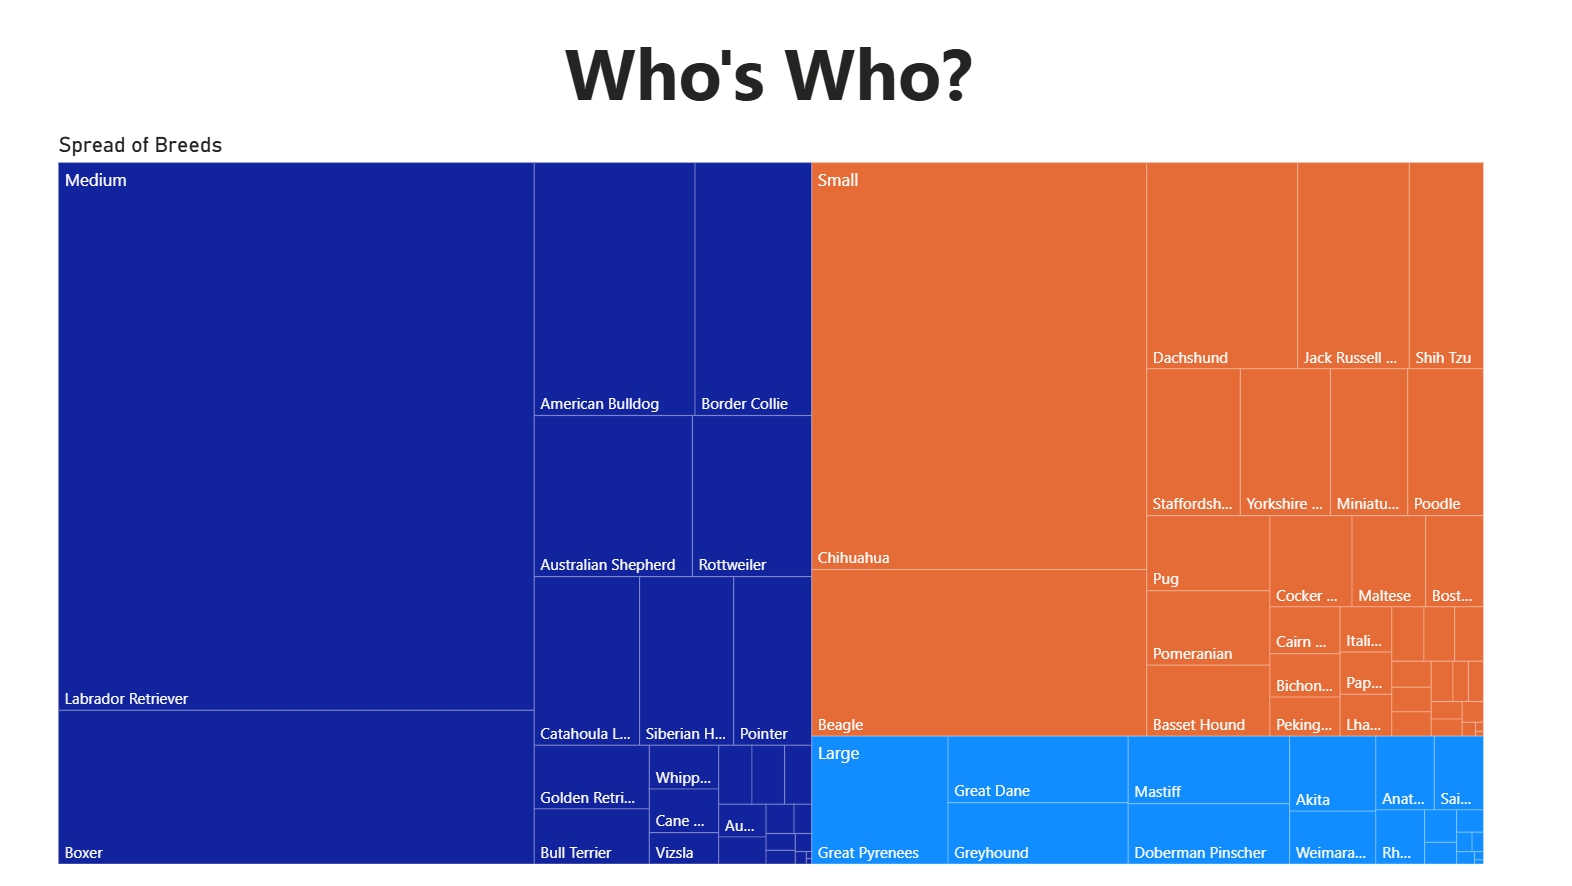 Who's Who?
Spread of Breeds
Medium
Labrador Retriever
Boxer
American Bulldog
Border Collie
Australian Shepherd
Rottweiler
Catahoula L...
Siberian H...
Pointer
Golden Retri...
Bull Terrier
Whipp...
Cane ...
Vizsla
Au...
Small
Chihuahua
Beagle
Dachshund
Jack Russell ...
Shih Tzu
Staffordsh...
Yorkshire ...
Miniatu...
Poodle
Pug
Pomeranian
Basset Hound
Cocker ...
Maltese
Bost...
Cairn ...
Bichon...
Peking...
Itali...
Pap...
Lha...
Large
Great Pyrenees
Great Dane
Greyhound
Mastiff
Doberman Pinscher
Akita
Weimara...
Anat...
Sai...
Rh...